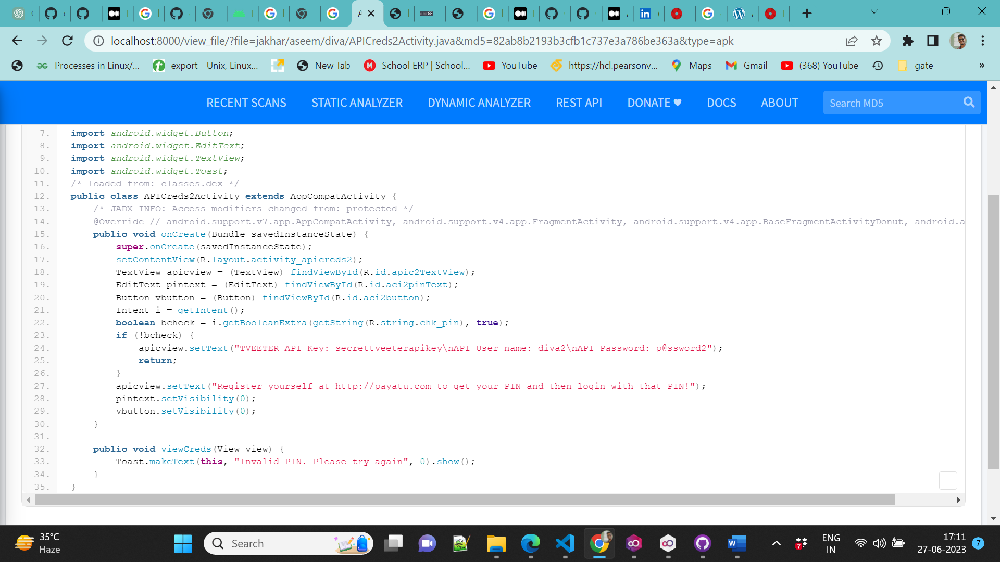 localhost:8000/view_file/?file=jakhar/aseem/diva/APICreds2Activity.java&md5=82ab8b2193b3cfb1c737e3a786be363a&type=apk
Processes in Linux/... export - Unix, Linux... New Tab School ERP | School... YouTube https://hcl.pearsonv... Maps Gmail (368) YouTube gate »
RECENT SCANS STATIC ANALYZER DYNAMIC ANALYZER REST API DONATE ♥ DOCS ABOUT Search MD5
7. import android.widget.Button;
8. import android.widget.EditText;
9. import android.widget.TextView;
10. import android.widget.Toast;
11. /* loaded from: classes.dex */
12. public class APICreds2Activity extends AppCompatActivity {
13. /* JADX INFO: Access modifiers changed from: protected */
14. @Override // android.support.v7.app.AppCompatActivity, android.support.v4.app.FragmentActivity, android.support.v4.app.BaseFragmentActivityDonut, android.a
15. public void onCreate(Bundle savedInstanceState) {
16. super.onCreate(savedInstanceState);
17. setContentView(R.layout.activity_apicreds2);
18. TextView apicview = (TextView) findViewById(R.id.apic2TextView);
19. EditText pintext = (EditText) findViewById(R.id.aci2pinText);
20. Button vbutton = (Button) findViewById(R.id.aci2button);
21. Intent i = getIntent();
22. boolean bcheck = i.getBooleanExtra(getString(R.string.chk_pin), true);
23. if (!bcheck) {
24. apicview.setText("TVEETER API Key: secrettveeterapikey\nAPI User name: diva2\nAPI Password: p@ssword2");
25. return;
26. }
27. apicview.setText("Register yourself at http://payatu.com to get your PIN and then login with that PIN!");
28. pintext.setVisibility(0);
29. vbutton.setVisibility(0);
30. }
31.
32. public void viewCreds(View view) {
33. Toast.makeText(this, "Invalid PIN. Please try again", 0).show();
34. }
35. }
35°C
Haze
Search
7
ENG
IN
17:11
27-06-2023
7